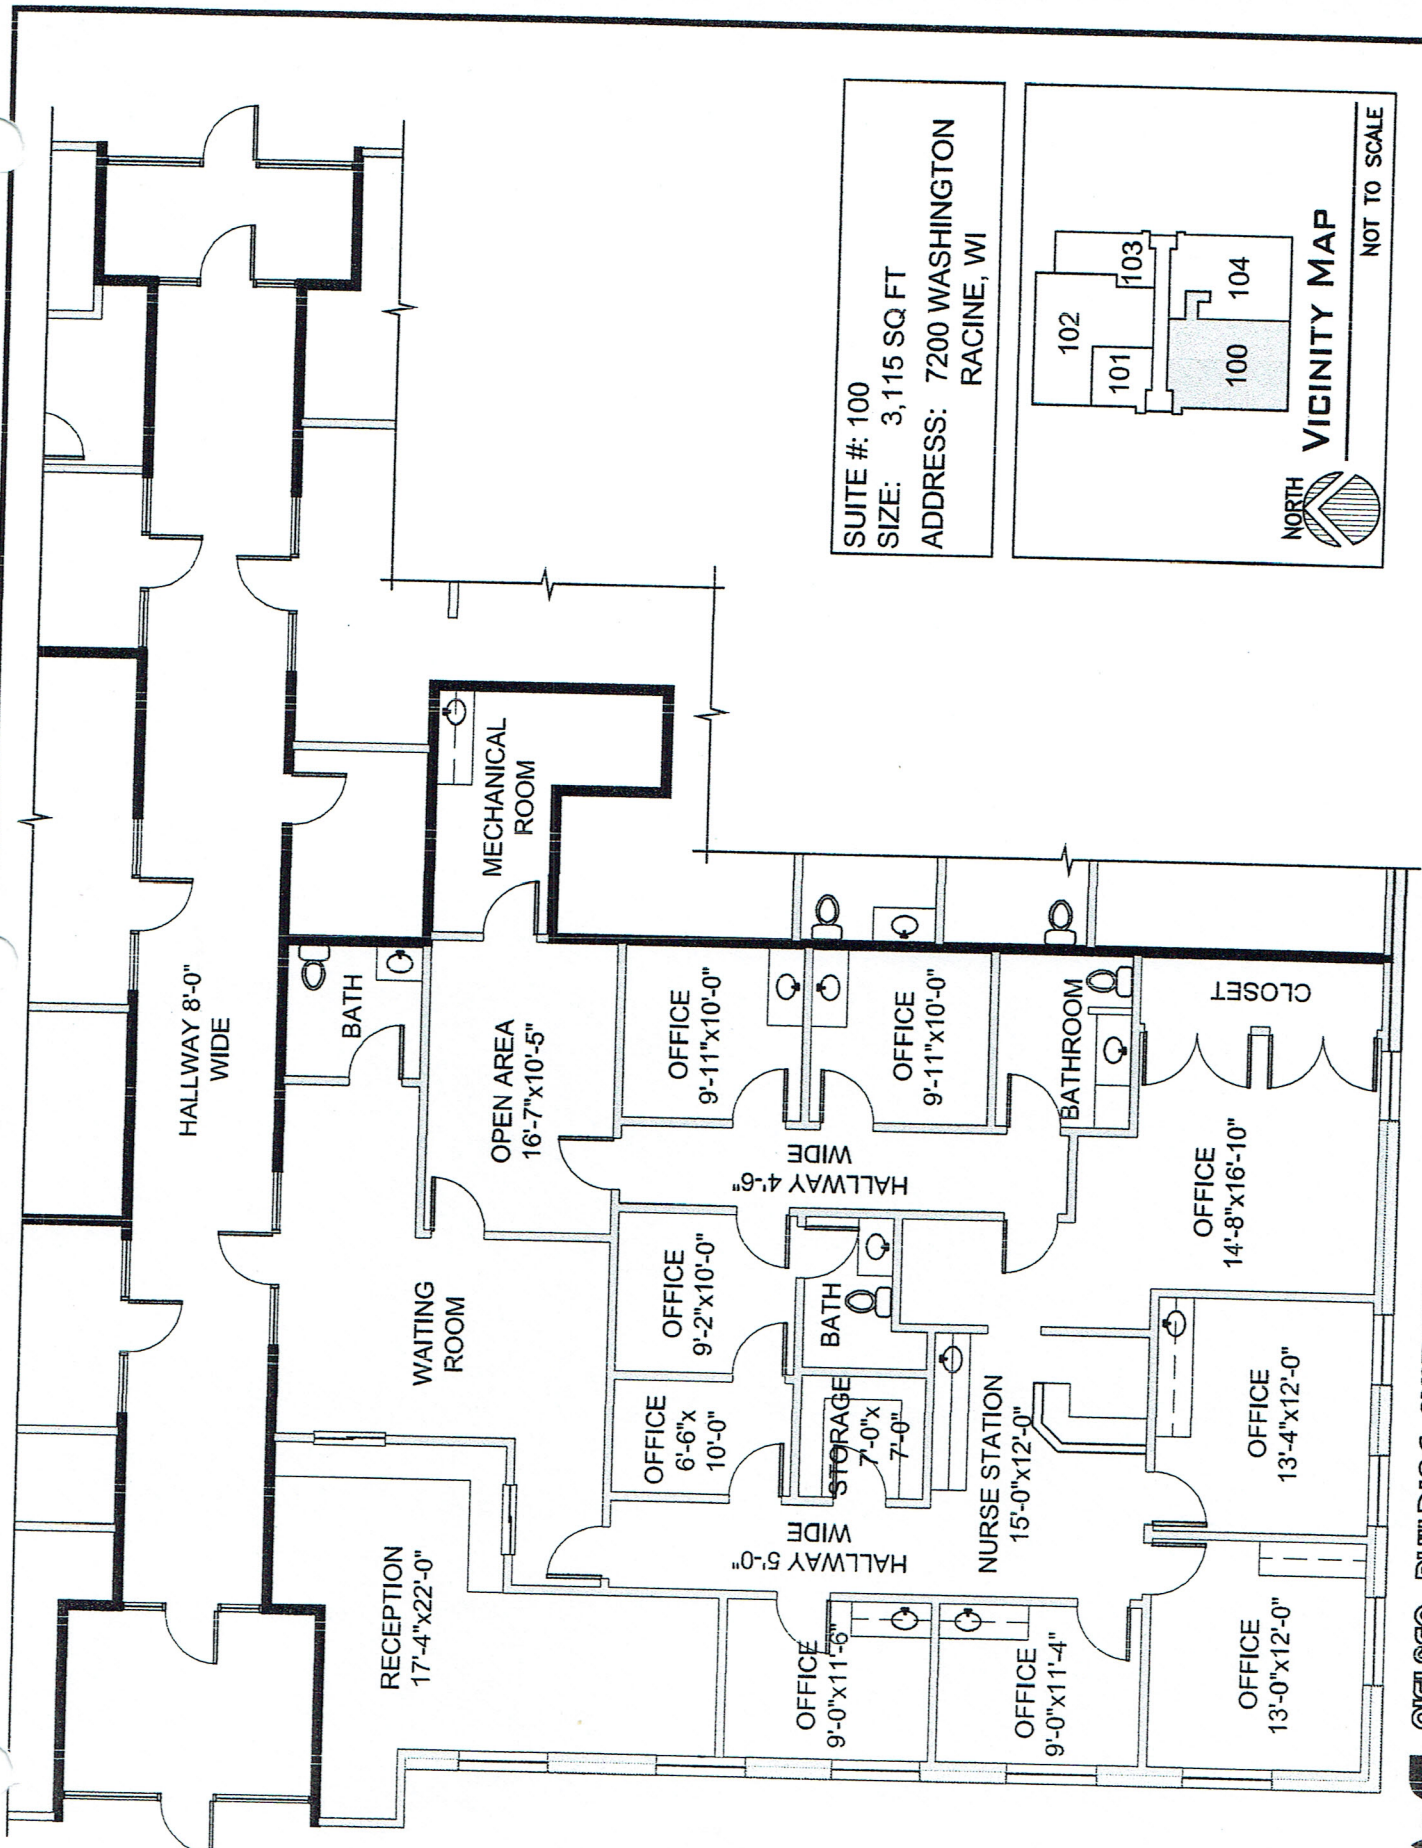 HALLWAY 8'-0"
WIDE
BATH
MECHANICAL
ROOM
WAITING
ROOM
OPEN AREA
16'-7"x10'-5"
RECEPTION
17'-4"x22'-0"
OFFICE
9'-11"x10'-0"
OFFICE
9'-11"x10'-0"
HALLWAY 4'-6"
WIDE
BATHROOM
CLOSET
OFFICE
9'-2"x10'-0"
OFFICE
6'-6"x
10'-0"
BATH
STORAGE
7'-0"x
7'-0"
HALLWAY 5'-0"
WIDE
NURSE STATION
15'-0"x12'-0"
OFFICE
14'-8"x16'-10"
OFFICE
13'-4"x12'-0"
OFFICE
13'-0"x12'-0"
OFFICE
9'-0"x11'-6"
OFFICE
9'-0"x11'-4"
SUITE #: 100
SIZE: 3,115 SQ FT
ADDRESS: 7200 WASHINGTON
RACINE, WI
102
103
101
100
104
NORTH
VICINITY MAP
NOT TO SCALE